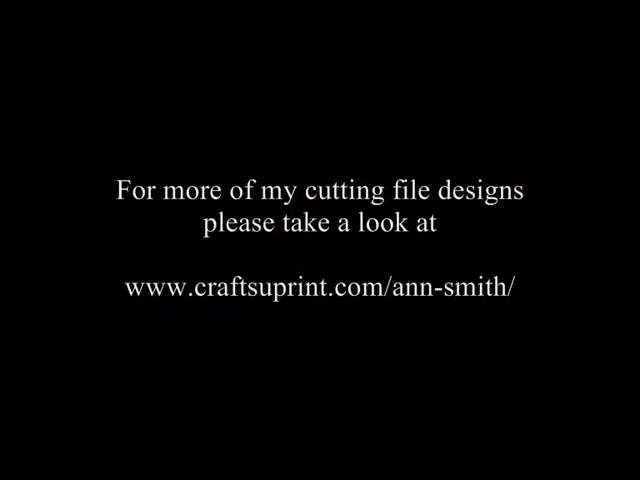 For more of my cutting file designs
please take a look at
www.craftsuprint.com/ann-smith/